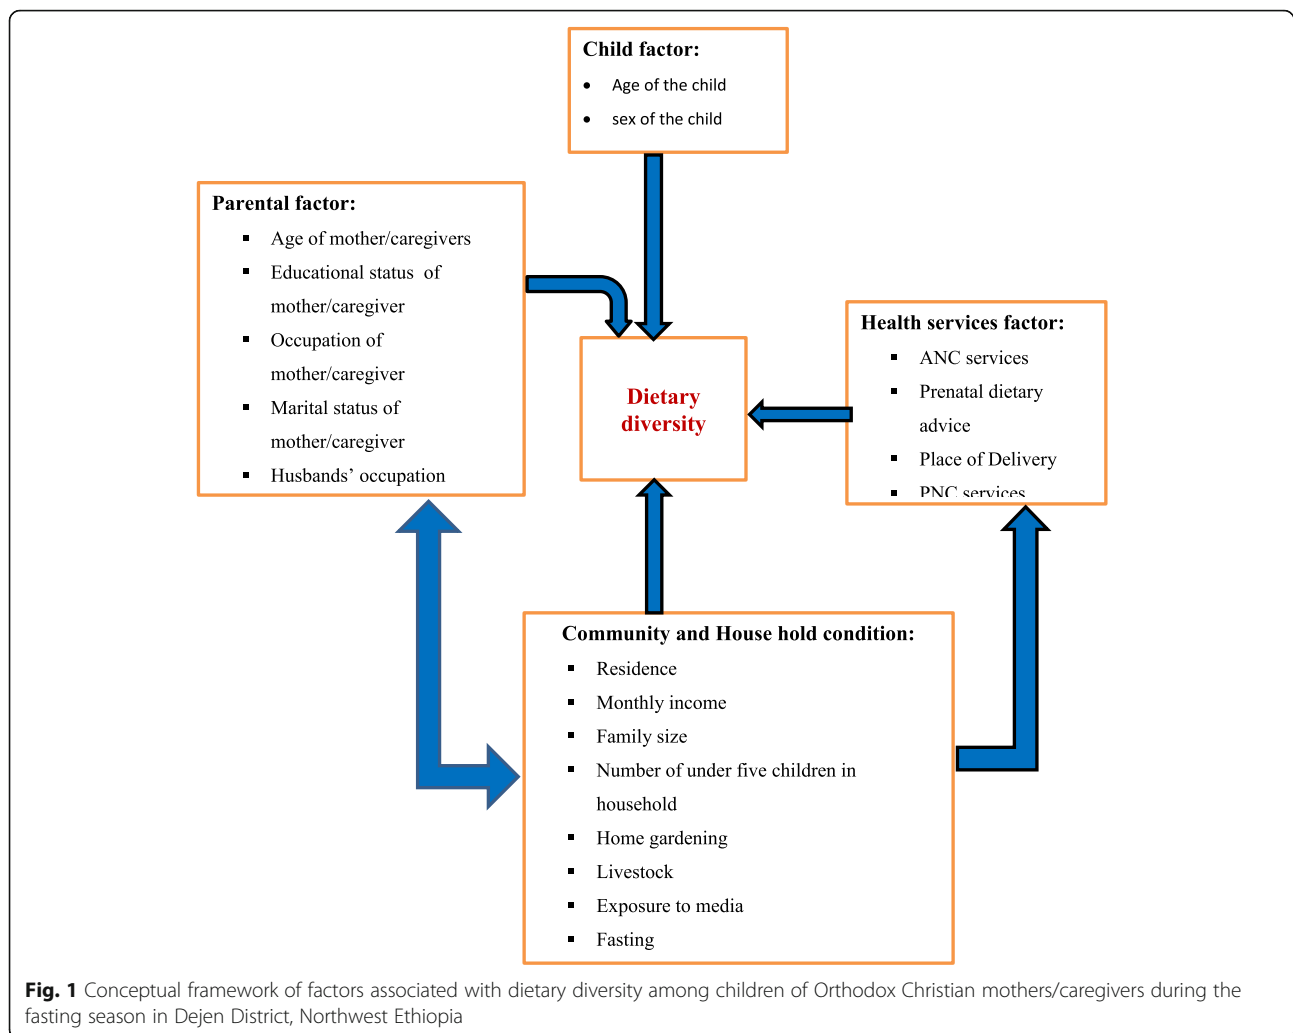 Child factor:
• Age of the child
• sex of the child
Parental factor:
▪ Age of mother/caregivers
▪ Educational status of
mother/caregiver
▪ Occupation of
mother/caregiver
▪ Marital status of
mother/caregiver
▪ Husbands' occupation
Dietary
diversity
Health services factor:
▪ ANC services
▪ Prenatal dietary
advice
▪ Place of Delivery
▪ PNC services
Community and House hold condition:
▪ Residence
▪ Monthly income
▪ Family size
▪ Number of under five children in
household
▪ Home gardening
▪ Livestock
▪ Exposure to media
▪ Fasting
Fig. 1 Conceptual framework of factors associated with dietary diversity among children of Orthodox Christian mothers/caregivers during the
fasting season in Dejen District, Northwest Ethiopia